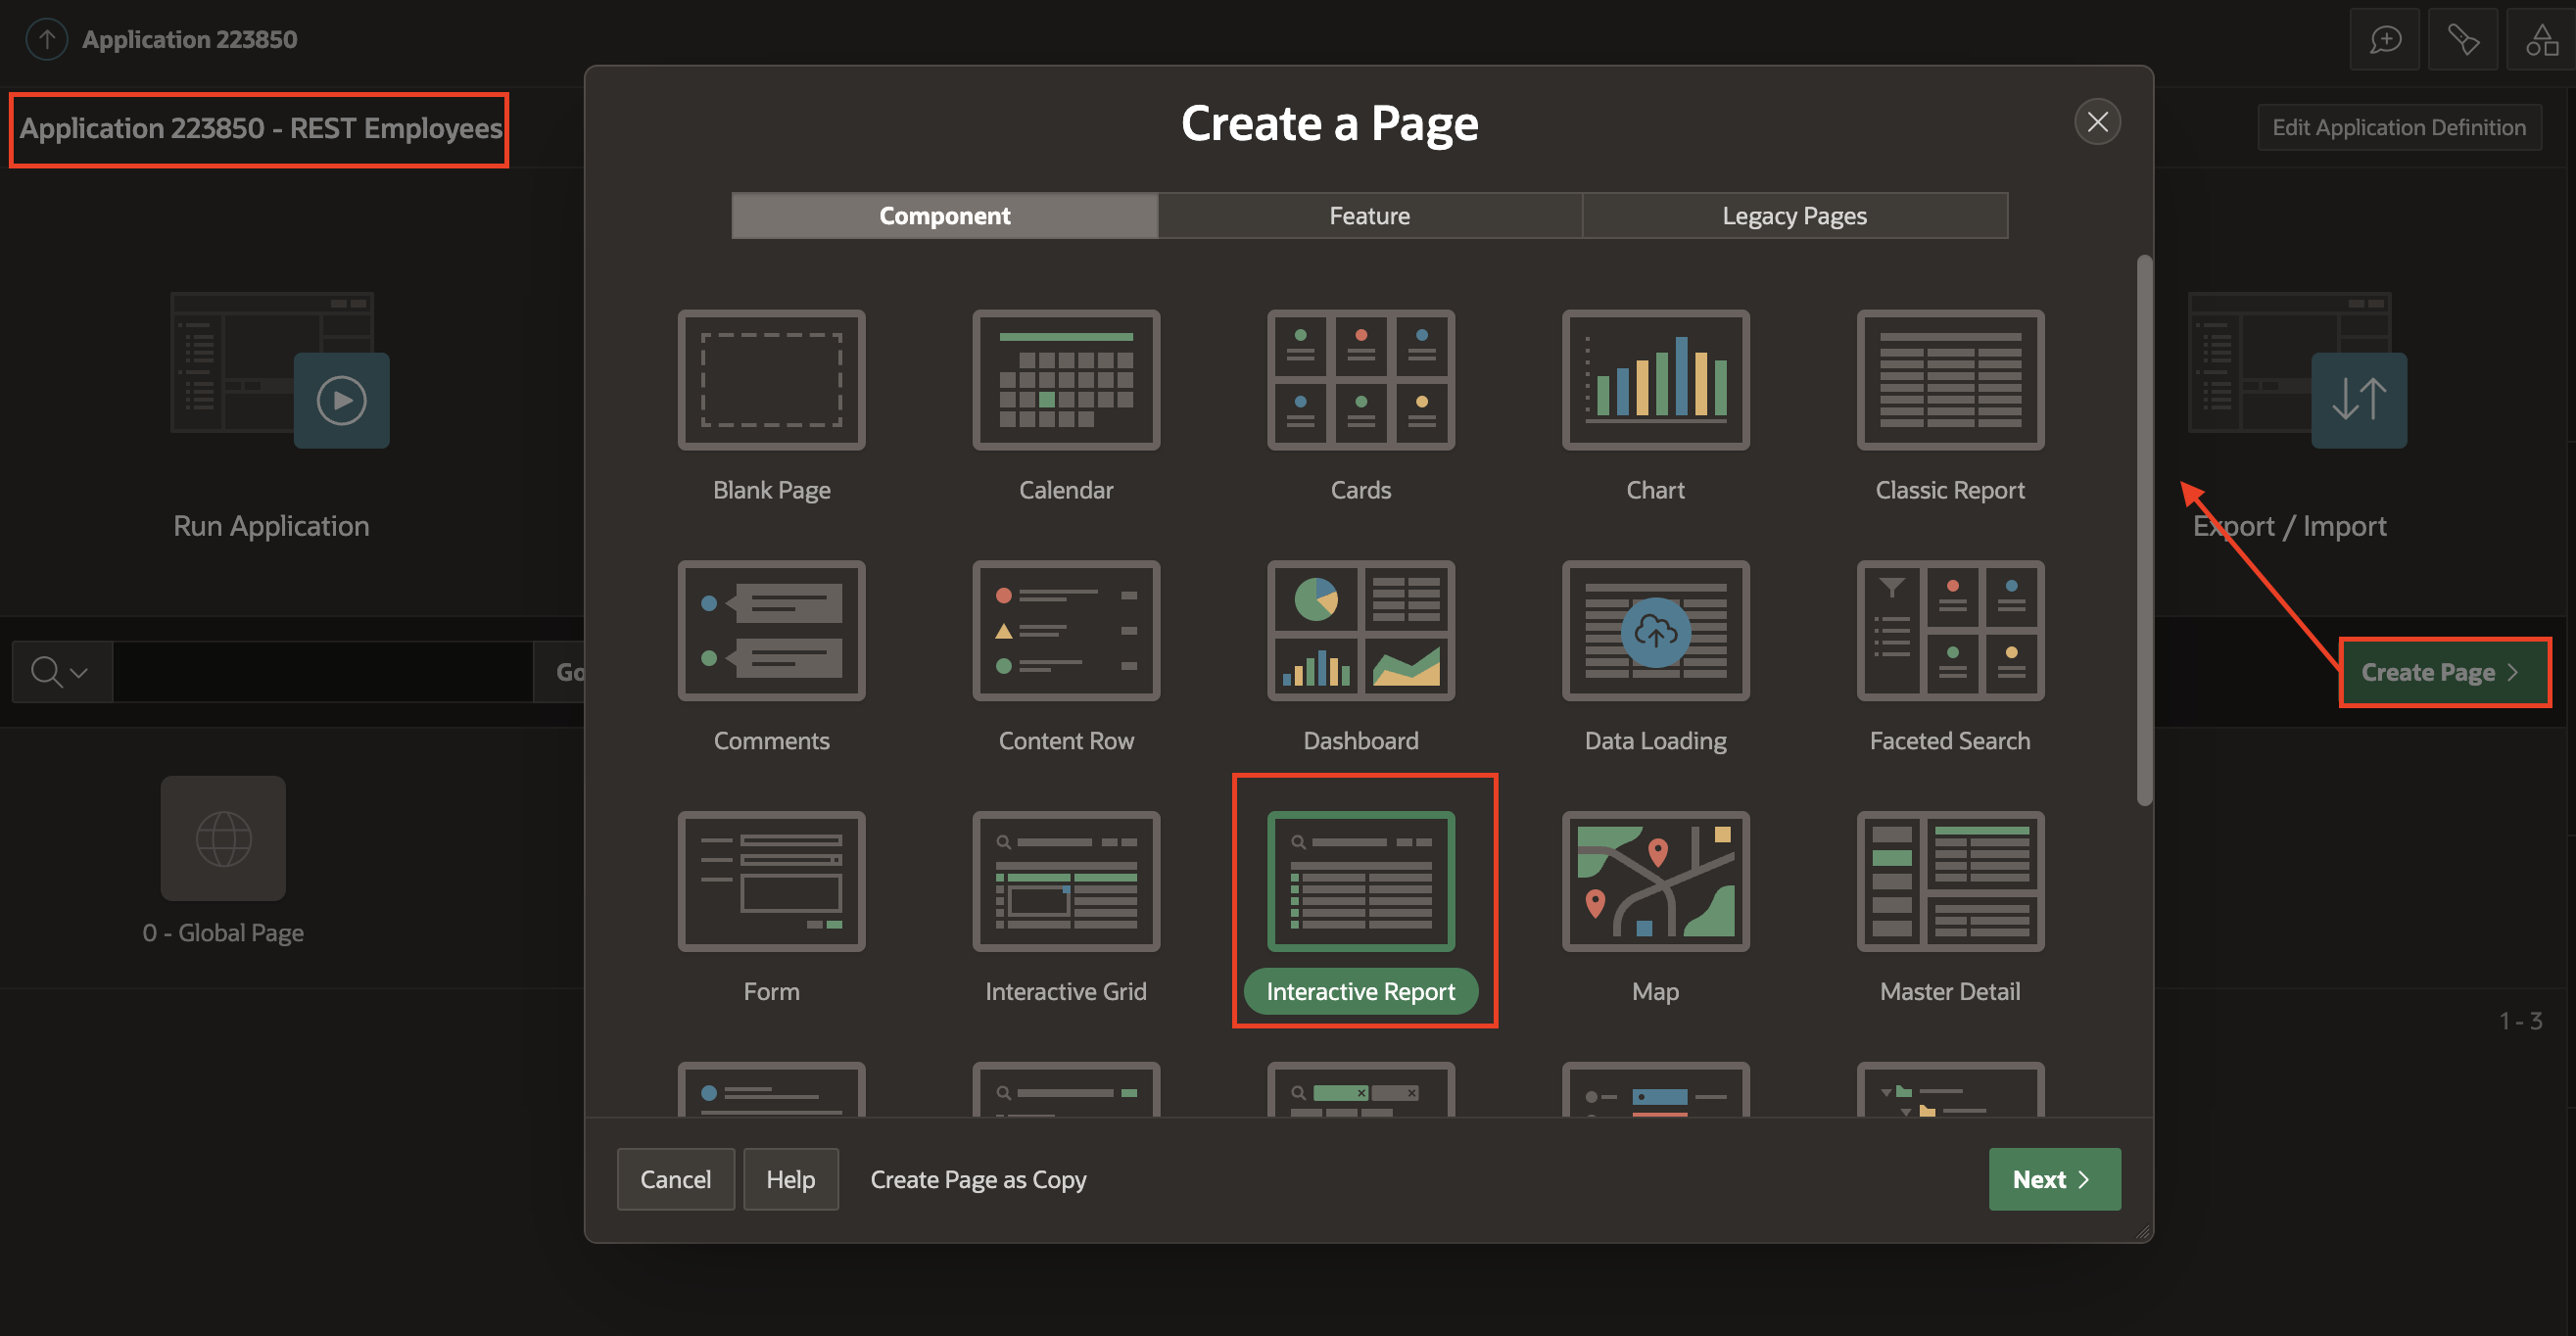 Application 223850
Application 223850 - REST Employees
Edit Application Definition
Create a Page
Component
Feature
Legacy Pages
Run Application
Export / Import
Blank Page
Calendar
Cards
Chart
Classic Report
Comments
Content Row
Dashboard
Data Loading
Faceted Search
Go
Create Page
Form
Interactive Grid
Interactive Report
Map
Master Detail
0 - Global Page
1 - 3
Cancel
Help
Create Page as Copy
Next